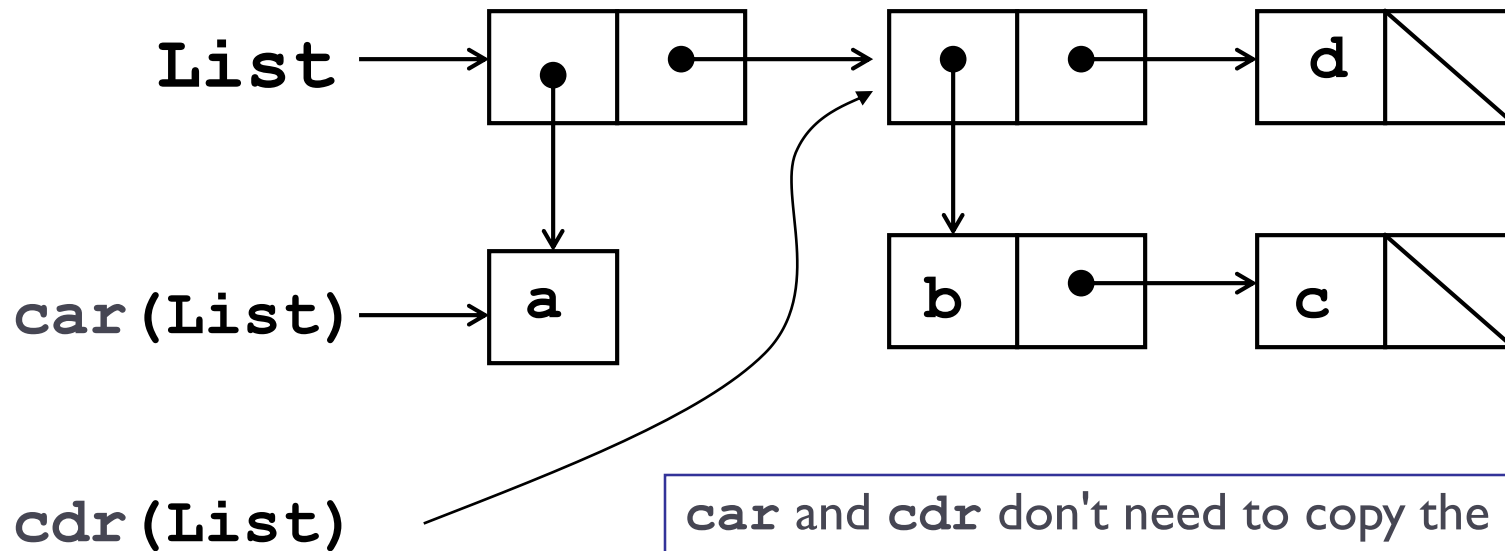 List
d
car(List)
a
b
c
cdr(List)
car and cdr don't need to copy the